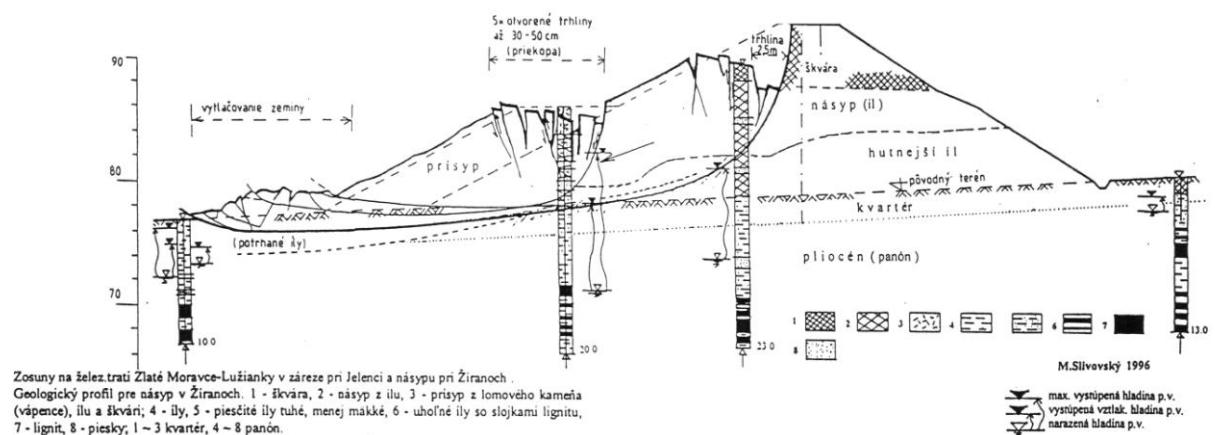 5× otvorené trhliny
až 30-50 cm
(priekopa)
trhlina
2,5m
90
škvára
vytlačovanie zeminy
násyp (íl)
prísyp
hutnejší íl
80
pôvodný terén
kvartér
(potrhané íly)
pliocén (panón)
70
1 2 3 4 6 7
8
10.0
20.0
23.0
13.0
M.Slivovský 1996
Zosuny na želez.trati Zlaté Moravce-Lužianky v záreze pri Jelenci a násypu pri Žiranoch .
Geologický profil pre násyp v Žiranoch. 1 - škvára, 2 - násyp z ílu, 3 - prísyp z lomového kameňa
(vápence), ílu a škvári; 4 - íly, 5 - piesčité íly tuhé, menej mäkké, 6 - uhoľné íly so slojkami lignitu,
7 - lignit, 8 - piesky; 1 ~ 3 kvartér, 4 ~ 8 panón.
max. vystúpená hladina p.v.
vystúpená vztlak. hladina p.v.
narazená hladina p.v.